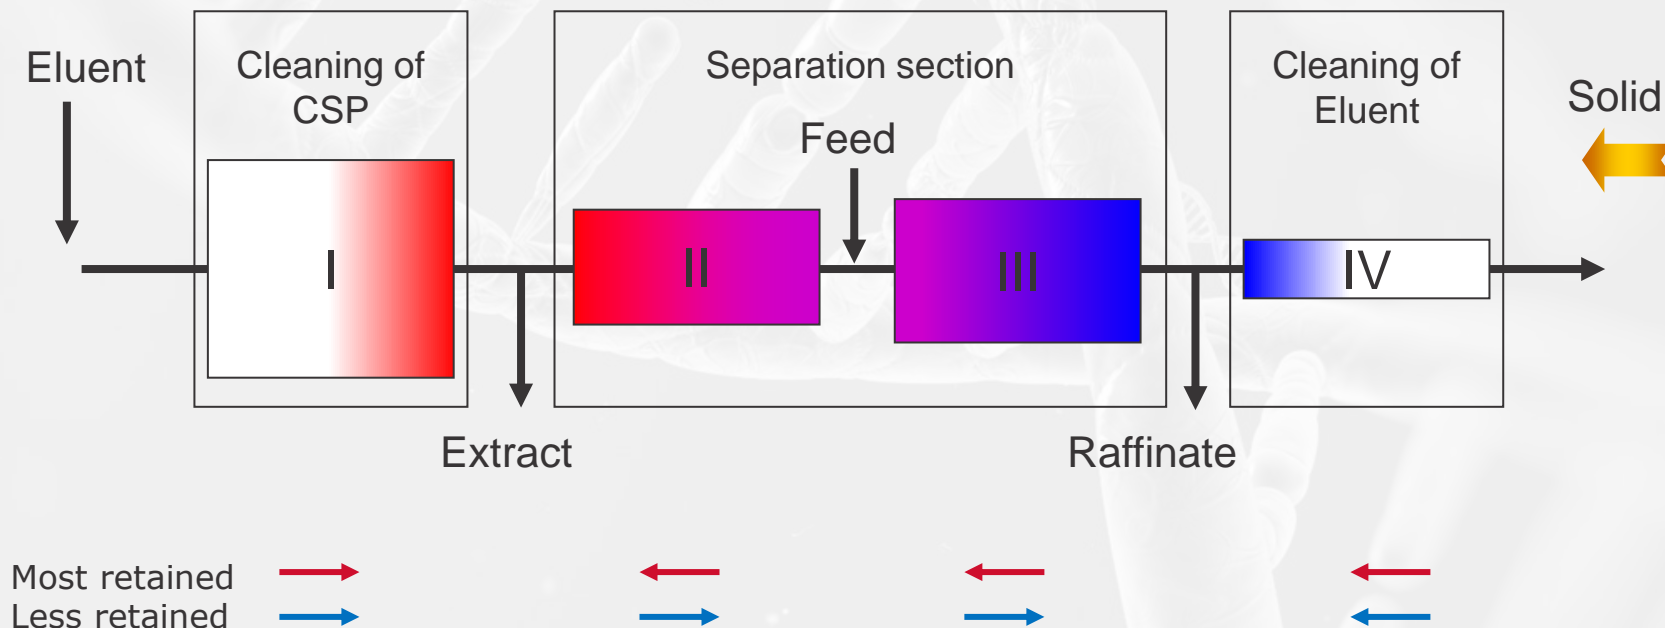 Eluent
Cleaning of
CSP
Separation section
Cleaning of
Eluent
Solid
Feed
I
II
III
IV
Extract
Raffinate
Most retained
Less retained